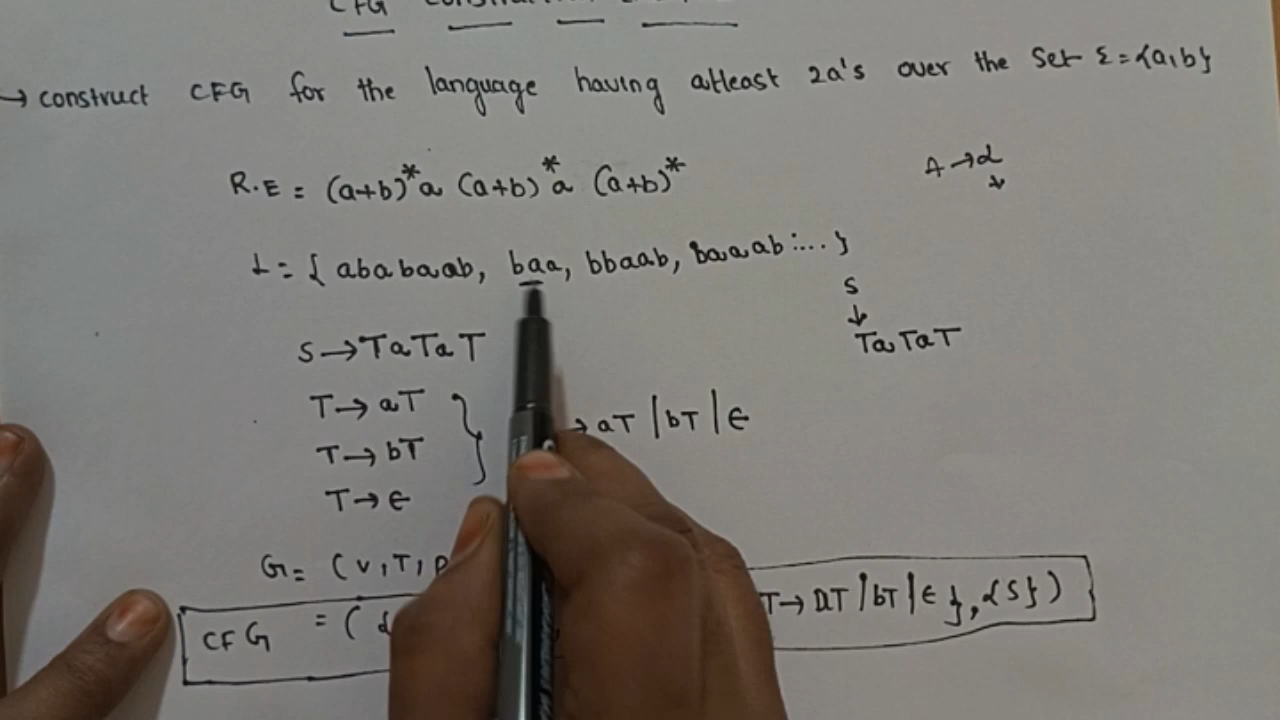 CFG
→ construct CFG for the language having atleast 2a's over the set Σ={a,b}
R.E = (a+b)*a (a+b)*a (a+b)*
A→α
↓
L = { ababaab, baa, bbaab, baaab .... }
S
↓
TaTaT
S→TaTaT
T→aT
T→bT
T→ε
→aT |bT |ε
G= (V,T,P
CFG = ( {
T→aT |bT |ε }, {S})